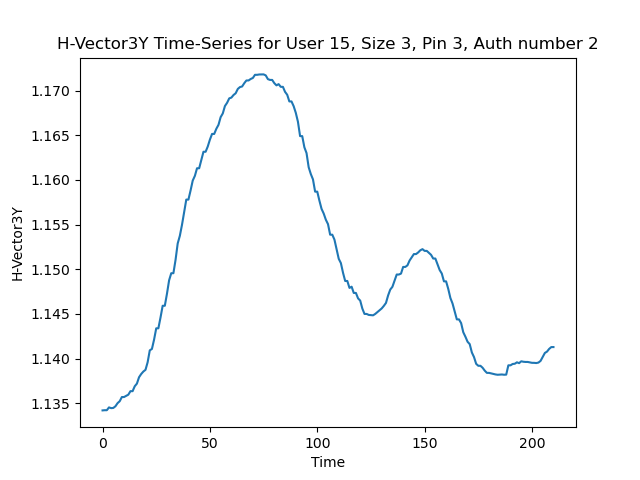 H-Vector3Y Time-Series for User 15, Size 3, Pin 3, Auth number 2
1.170
1.165
1.160
1.155
1.150
1.145
1.140
1.135
H-Vector3Y
0 50 100 150 200
Time